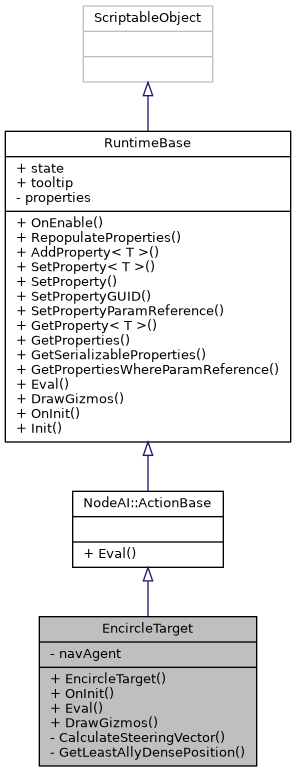 ScriptableObject
RuntimeBase
+ state
+ tooltip
- properties
+ OnEnable()
+ RepopulateProperties()
+ AddProperty< T >()
+ SetProperty< T >()
+ SetProperty()
+ SetPropertyGUID()
+ SetPropertyParamReference()
+ GetProperty< T >()
+ GetProperties()
+ GetSerializableProperties()
+ GetPropertiesWhereParamReference()
+ Eval()
+ DrawGizmos()
+ OnInit()
+ Init()
NodeAI::ActionBase
+ Eval()
EncircleTarget
- navAgent
+ EncircleTarget()
+ OnInit()
+ Eval()
+ DrawGizmos()
- CalculateSteeringVector()
- GetLeastAllyDensePosition()